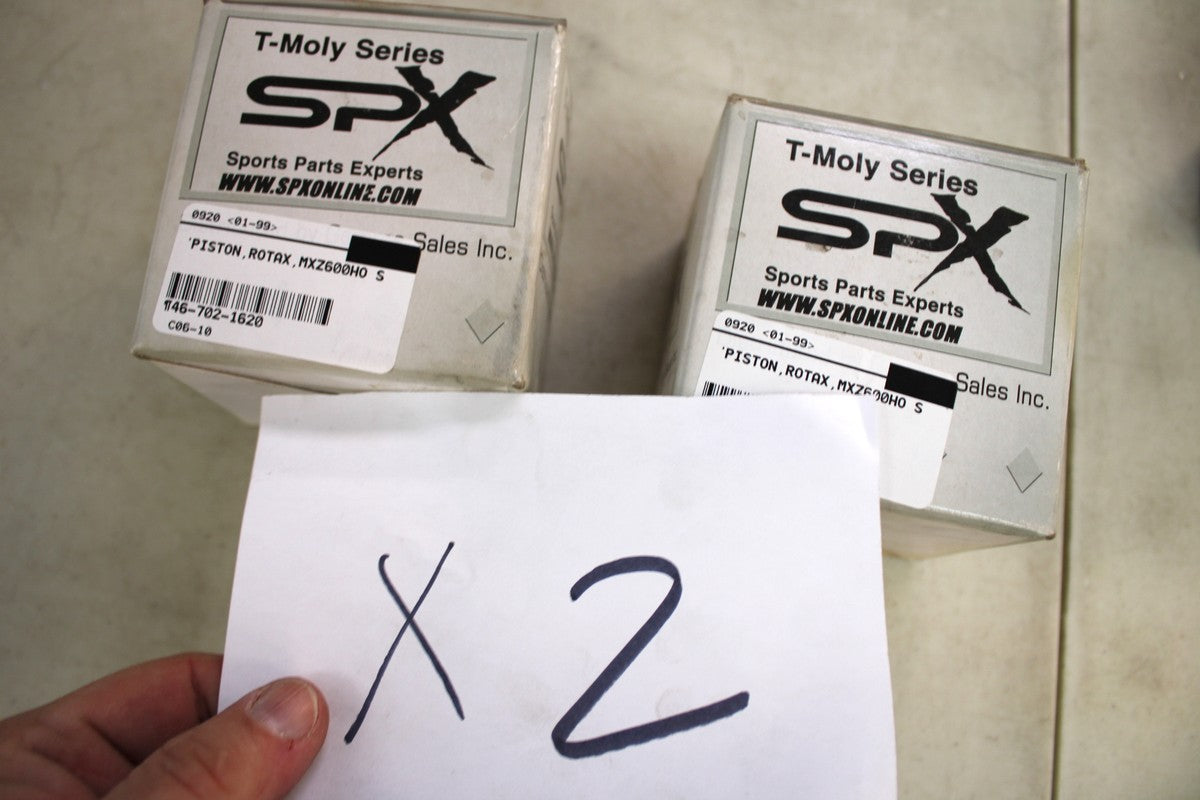 T-Moly Series
SPX
Sports Parts Experts
WWW.SPXONLINE.COM
Sales Inc.
0920 <01-99>
'PISTON,ROTAX,MXZ600HO S
T46-702-1620
C06-10
T-Moly Series
SPX
Sports Parts Experts
WWW.SPXONLINE.COM
Sales Inc.
0920 <01-99>
'PISTON,ROTAX,MXZ600HO S
X 2